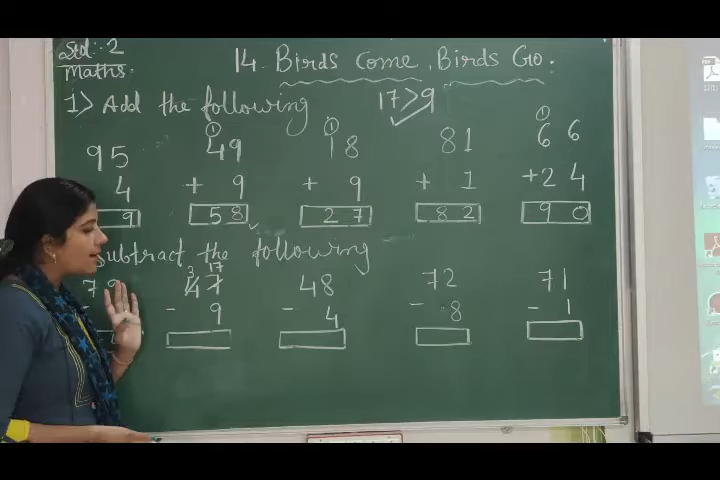 Std :- 2
Maths.
14. Birds Come, Birds Go.
1> Add the following 17>9
1 1 1
95 49 18 81 66
4 + 9 + 9 + 1 +24
9 58 27 82 90
Subtract the following
3 17
79 47 48 72 71
- - 9 - 4 - 8 - 1